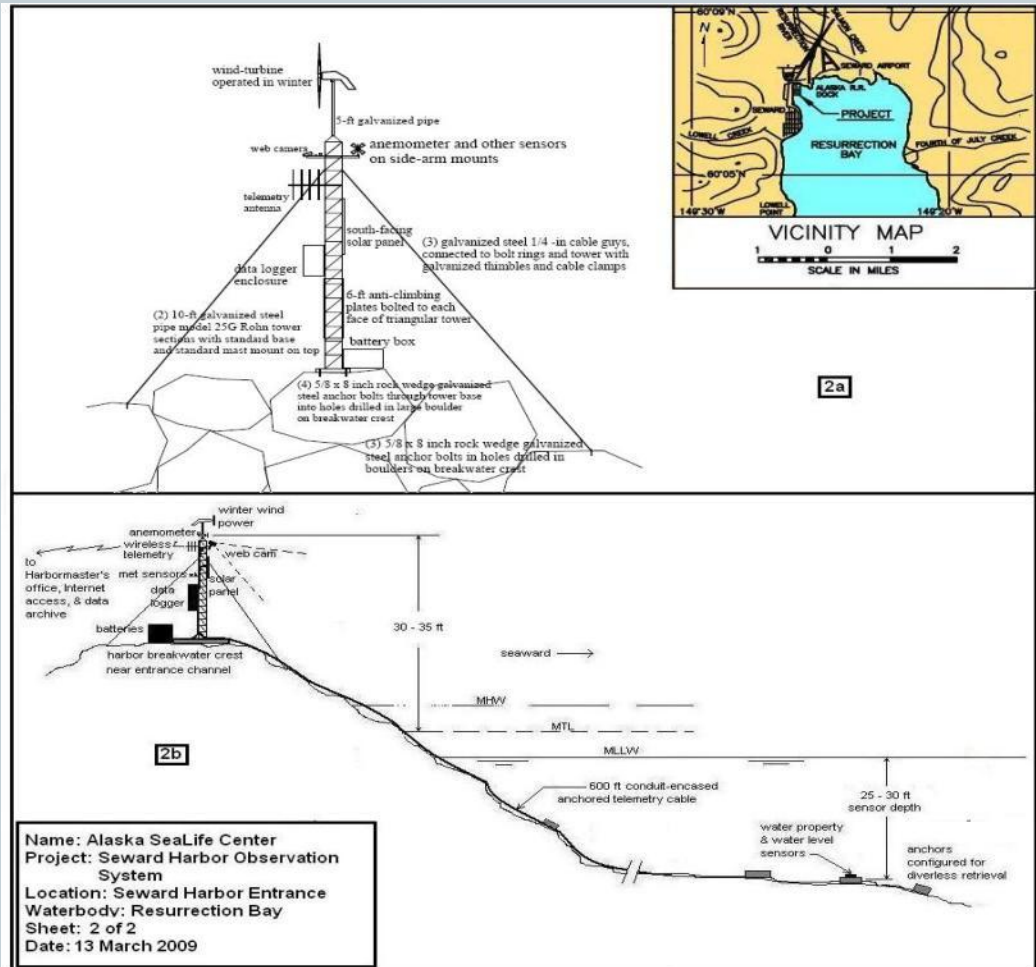 wind-turbine
operated in winter
5-ft galvanized pipe
web camera
anemometer and other sensors
on side-arm mounts
telemetry
antenna
south-facing
solar panel
(3) galvanized steel 1/4 -in cable guys,
connected to bolt rings and tower with
galvanized thimbles and cable clamps
data logger
enclosure
6-ft anti-climbing
plates bolted to each
face of triangular tower
(2) 10-ft galvanized steel
pipe model 25G Rohn tower
sections with standard base
and standard mast mount on top
battery box
(4) 5/8 x 8 inch rock wedge galvanized
steel anchor bolts through tower base
into holes drilled in large boulder
on breakwater crest
(3) 5/8 x 8 inch rock wedge galvanized
steel anchor bolts in holes drilled in
boulders on breakwater crest
2a
60°09'N
N
RESURRECTION
RIVER
SALMON CREEK
SEWARD AIRPORT
ALASKA R.R.
DOCK
SEWARD
PROJECT
LOWELL CREEK
RESURRECTION
BAY
FOURTH OF JULY CREEK
60°05'N
LOWELL
POINT
149°30'W
149°20'W
VICINITY MAP
1 0 1 2
SCALE IN MILES
winter wind
power
anemometer
wireless
telemetry
web cam
to
Harbormaster's
office, Internet
access, & data
archive
met sensors
solar
panel
data
logger
batteries
harbor breakwater crest
near entrance channel
30 - 35 ft
seaward
MHW
MTL
MLLW
2b
600 ft conduit-encased
anchored telemetry cable
25 - 30 ft
sensor depth
water property
& water level
sensors
anchors
configured for
diverless retrieval
Name: Alaska SeaLife Center
Project: Seward Harbor Observation
System
Location: Seward Harbor Entrance
Waterbody: Resurrection Bay
Sheet: 2 of 2
Date: 13 March 2009